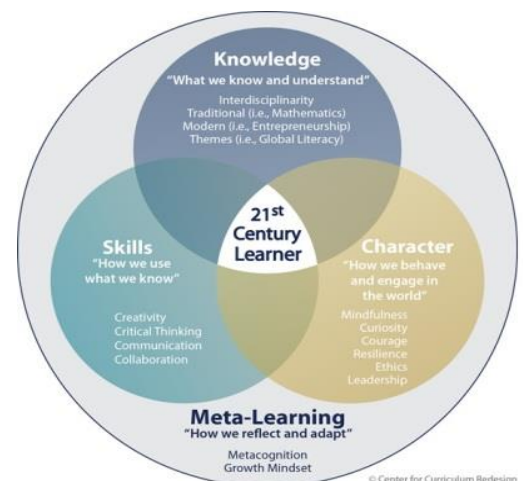 Knowledge
“What we know and understand”
Interdisciplinarity
Traditional (i.e., Mathematics)
Modern (i.e., Entrepreneurship)
Themes (i.e., Global Literacy)
21st
Century
Learner
Skills
“How we use
what we know”
Creativity
Critical Thinking
Communication
Collaboration
Character
“How we behave
and engage in
the world”
Mindfulness
Curiosity
Courage
Resilience
Ethics
Leadership
Meta-Learning
“How we reflect and adapt”
Metacognition
Growth Mindset
© Center for Curriculum Redesign